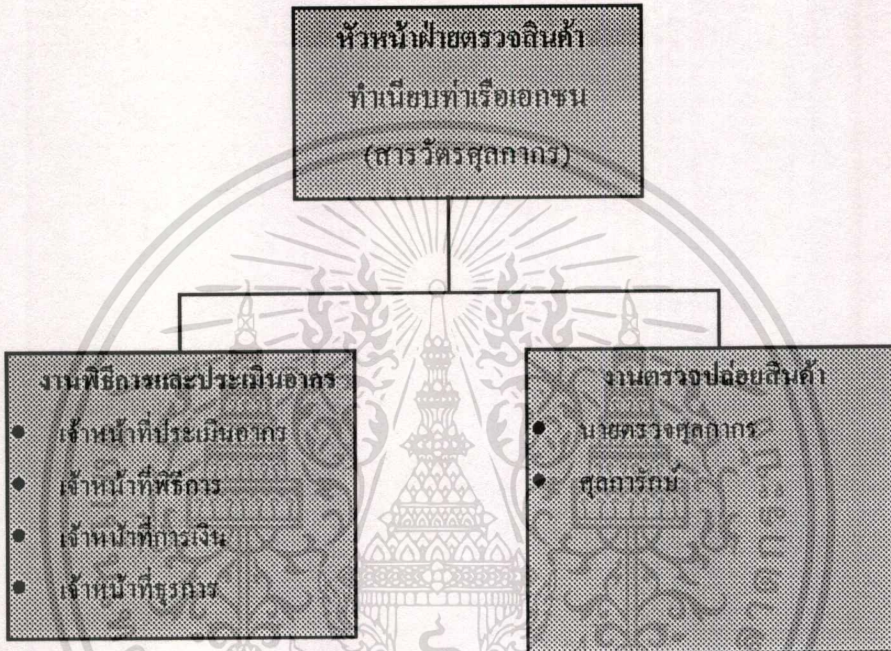 หัวหน้าฝ่ายตรวจสินค้า
ทำเนียบท่าเรือเอกชน
(สารวัตรศุลกากร)
งานพิธีการและประเมินอากร
● เจ้าหน้าที่ประเมินอากร
● เจ้าหน้าที่พิธีการ
● เจ้าหน้าที่การเงิน
● เจ้าหน้าที่ธุรการ
งานตรวจปล่อยสินค้า
● นายตรวจศุลกากร
● ศุลการักษ์